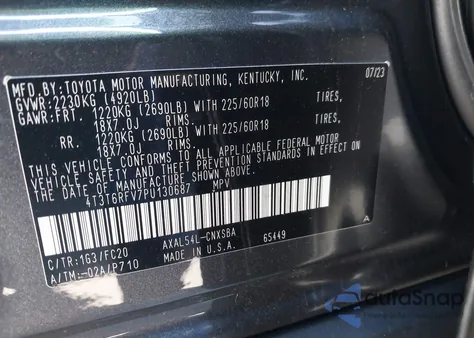 MFD. BY: TOYOTA MOTOR MANUFACTURING, KENTUCKY, INC. 07/23
GVWR: 2230KG (4920LB)
GAWR: FRT. 1220KG (2690LB) WITH 225/60R18 TIRES,
18X7.0J RIMS.
RR. 1220KG (2690LB) WITH 225/60R18 TIRES,
18X7.0J RIMS.
THIS VEHICLE CONFORMS TO ALL APPLICABLE FEDERAL MOTOR
VEHICLE SAFETY AND THEFT PREVENTION STANDARDS IN EFFECT ON
THE DATE OF MANUFACTURE SHOWN ABOVE.
4T3T6RFV7PU130687 MPV
A
C/TR:1G3/FC20 AXAL54L-CNXSBA 65449
A/TM:-02A/P710 MADE IN U.S.A.
autoSnap